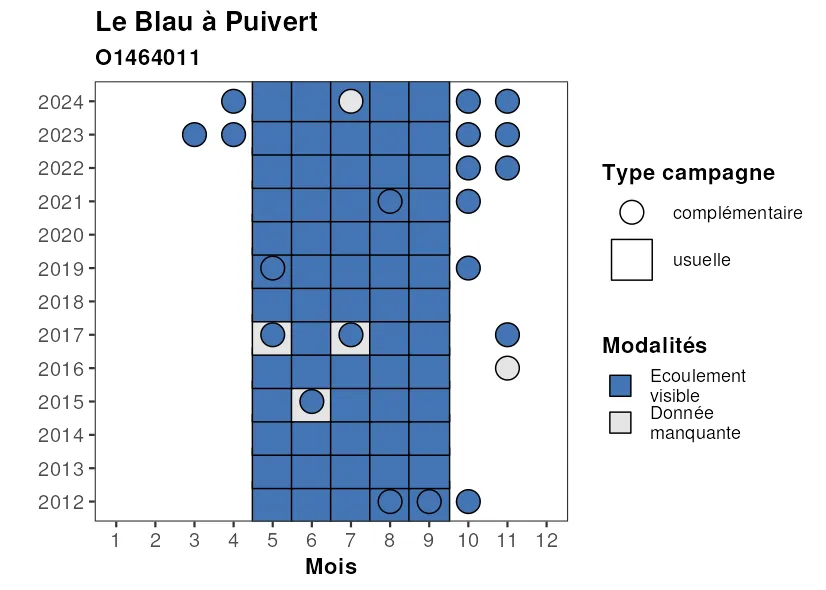 Le Blau à Puivert
O1464011
2024
2023
2022
2021
2020
2019
2018
2017
2016
2015
2014
2013
2012
1 2 3 4 5 6 7 8 9 10 11 12
Mois
Type campagne
complémentaire
usuelle
Modalités
Ecoulement
visible
Donnée
manquante